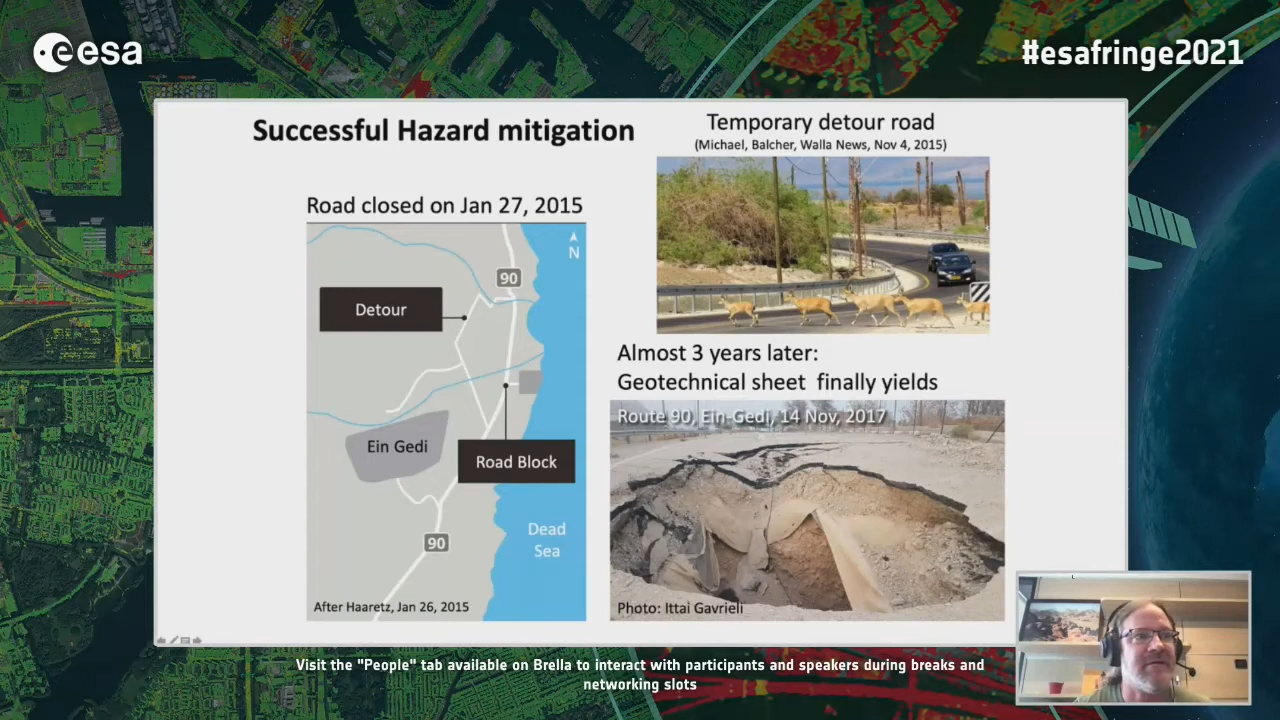 esa
#esafringe2021
Successful Hazard mitigation
Temporary detour road
(Michael, Balcher, Walla News, Nov 4, 2015)
Road closed on Jan 27, 2015
N
90
Detour
Ein Gedi
Road Block
Dead
Sea
90
After Haaretz, Jan 26, 2015
Almost 3 years later:
Geotechnical sheet finally yields
Route 90, Ein-Gedi, 14 Nov, 2017
Photo: Ittai Gavrieli
Visit the "People" tab available on Brella to interact with participants and speakers during breaks and
networking slots